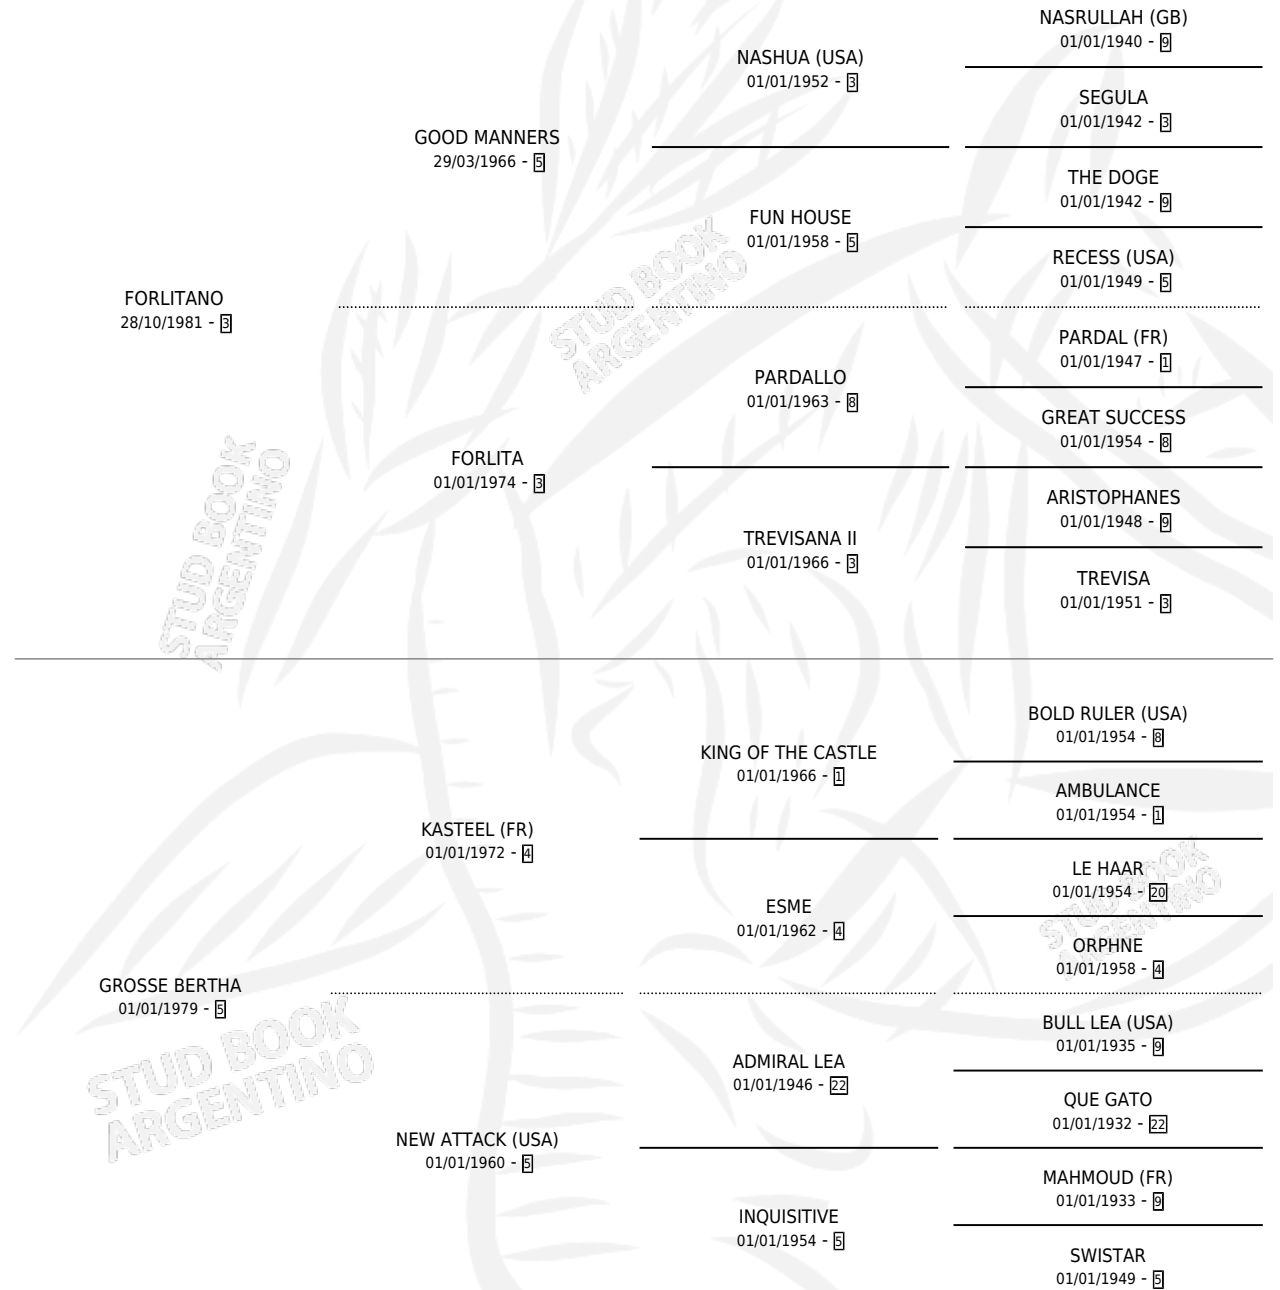 NASRULLAH (GB)
01/01/1940 - 9
NASHUA (USA)
01/01/1952 - 3
SEGULA
01/01/1942 - 3
GOOD MANNERS
29/03/1966 - 5
THE DOGE
01/01/1942 - 9
FUN HOUSE
01/01/1958 - 5
RECESS (USA)
01/01/1949 - 5
FORLITANO
28/10/1981 - 3
PARDAL (FR)
01/01/1947 - 1
PARDALLO
01/01/1963 - 8
GREAT SUCCESS
01/01/1954 - 8
FORLITA
01/01/1974 - 3
ARISTOPHANES
01/01/1948 - 9
TREVISANA II
01/01/1966 - 3
TREVISA
01/01/1951 - 3
BOLD RULER (USA)
01/01/1954 - 8
KING OF THE CASTLE
01/01/1966 - 1
AMBULANCE
01/01/1954 - 1
KASTEEL (FR)
01/01/1972 - 4
LE HAAR
01/01/1954 - 20
ESME
01/01/1962 - 4
ORPHNE
01/01/1958 - 4
GROSSE BERTHA
01/01/1979 - 5
BULL LEA (USA)
01/01/1935 - 9
ADMIRAL LEA
01/01/1946 - 22
QUE GATO
01/01/1932 - 22
NEW ATTACK (USA)
01/01/1960 - 5
MAHMOUD (FR)
01/01/1933 - 9
INQUISITIVE
01/01/1954 - 5
SWISTAR
01/01/1949 - 5
STUD BOOK
ARGENTINO
STUD BOOK
ARGENTINO
STUD BOOK
ARGENTINO
STUD BOOK
ARGENTINO